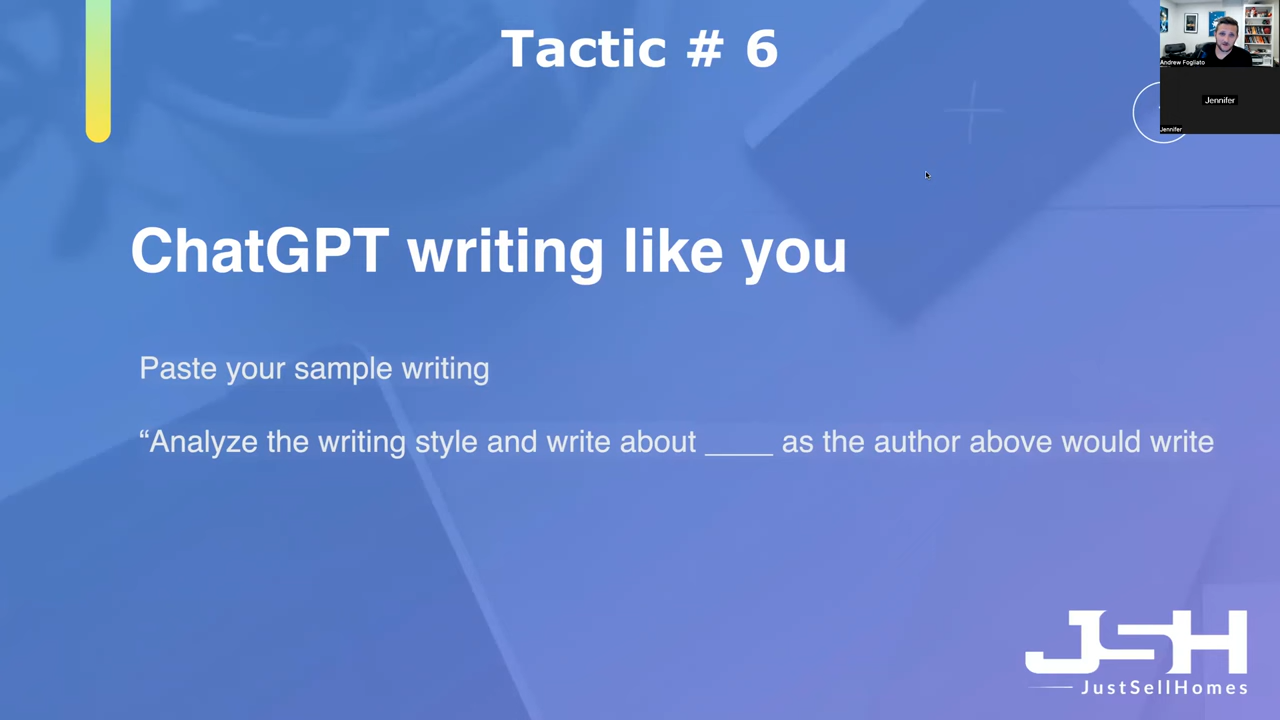 Tactic # 6
Andrew Fogliato
Jennifer
Jennifer
ChatGPT writing like you
Paste your sample writing
“Analyze the writing style and write about ____ as the author above would write
JSH
JustSellHomes